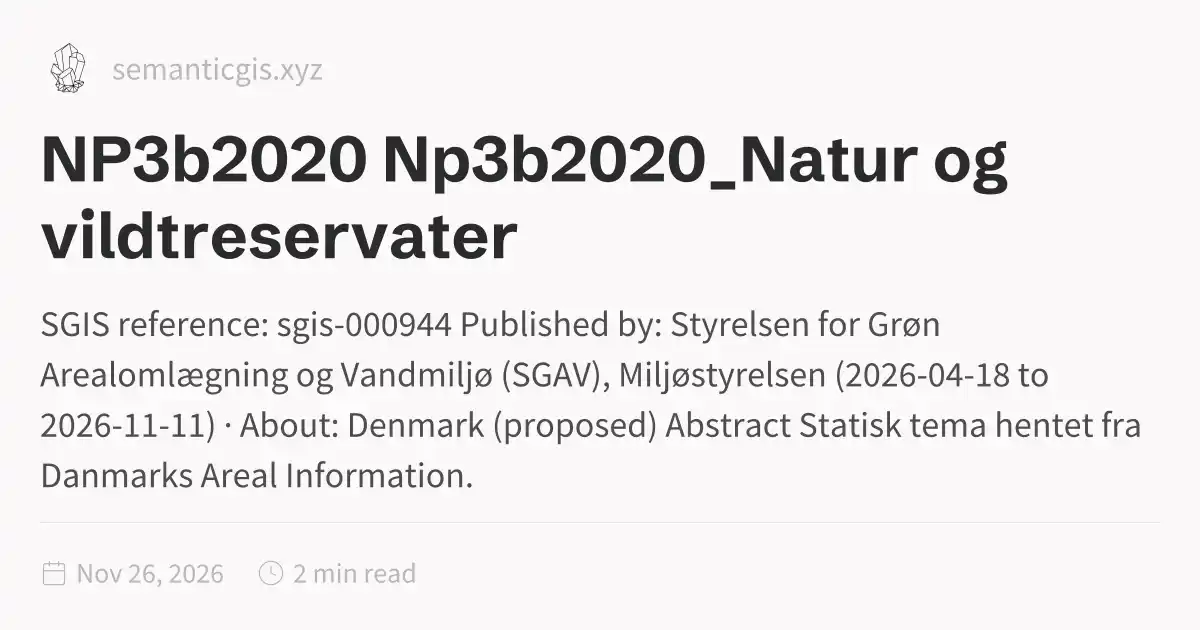 semanticgis.xyz
NP3b2020 Np3b2020_Natur og
vildtreservater
SGIS reference: sgis-000944 Published by: Styrelsen for Grøn
Arealomlægning og Vandmiljø (SGAV), Miljøstyrelsen (2026-04-18 to
2026-11-11) · About: Denmark (proposed) Abstract Statisk tema hentet fra
Danmarks Areal Information.
Nov 26, 2026 2 min read